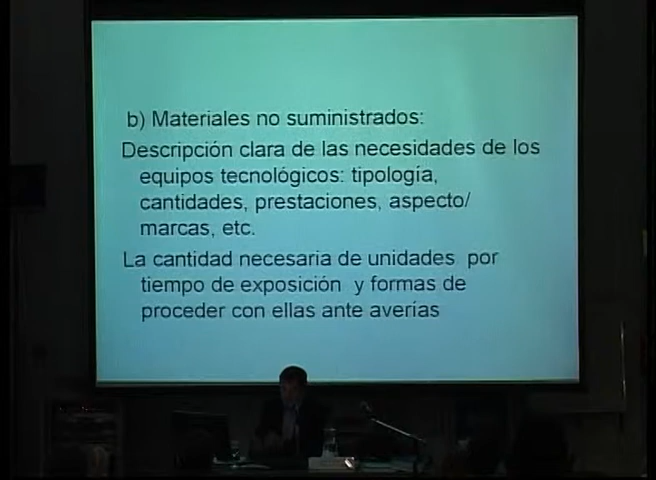 b) Materiales no suministrados:
Descripción clara de las necesidades de los
equipos tecnológicos: tipología,
cantidades, prestaciones, aspecto/
marcas, etc.
La cantidad necesaria de unidades por
tiempo de exposición y formas de
proceder con ellas ante averías